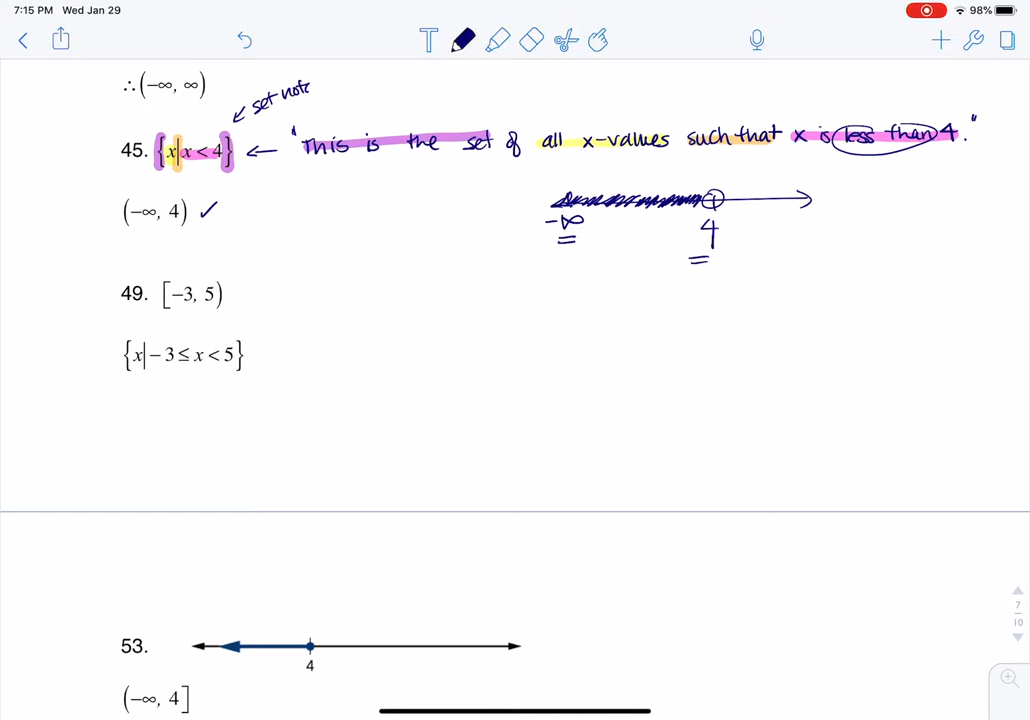 7:15 PM Wed Jan 29
98%
∴(−∞, ∞)
set note
45. {x|x < 4} ← "This is the set of all x-values such that x is less than 4."
(−∞, 4) ✓
−∞
4
49. [−3, 5)
{x|−3 ≤ x < 5}
7
10
53.
4
(−∞, 4]